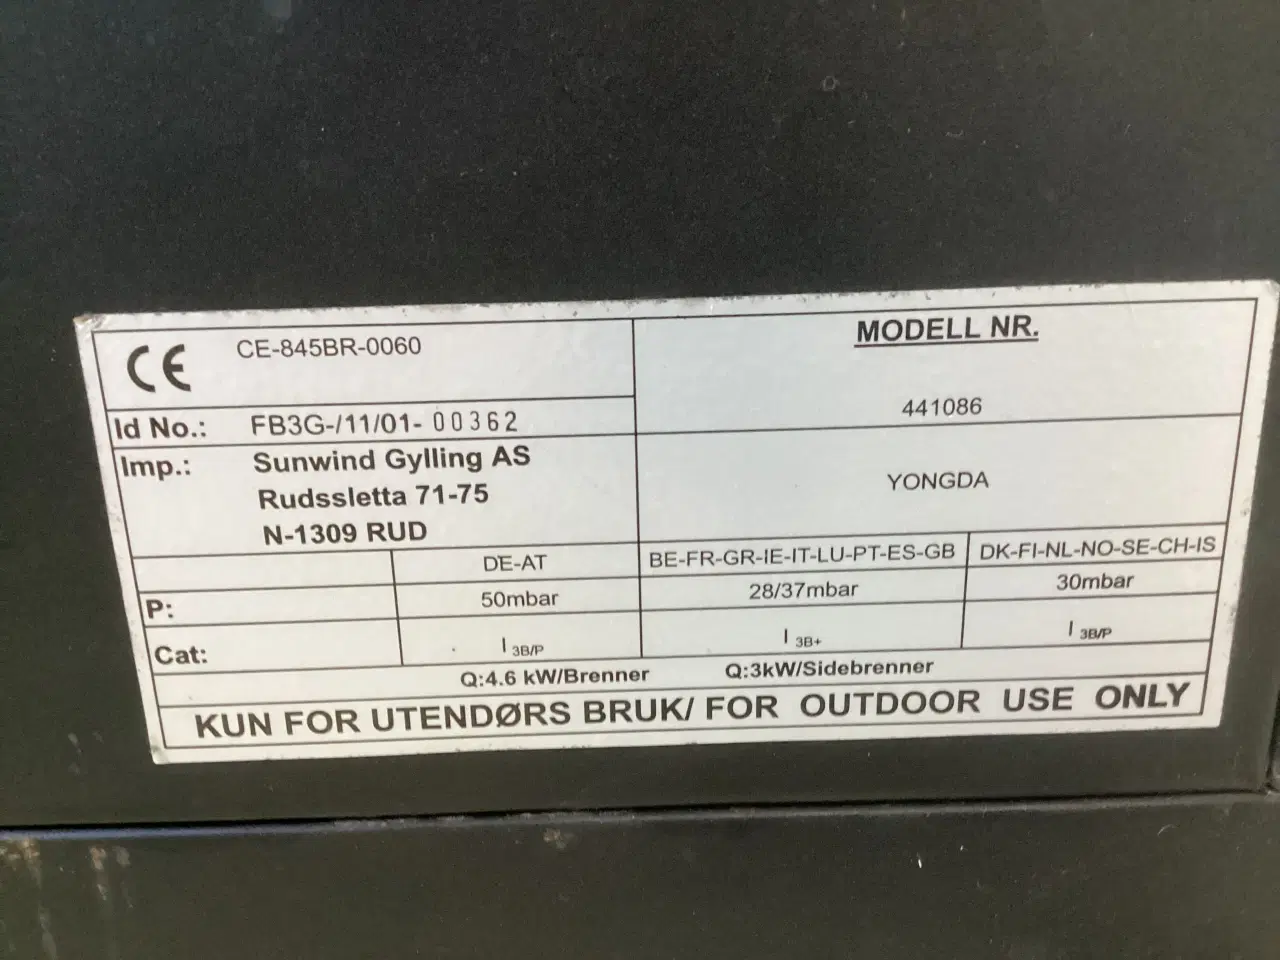 CE CE-845BR-0060
MODELL NR.
441086
Id No.: FB3G-/11/01- 00362
Imp.: Sunwind Gylling AS
Rudssletta 71-75
N-1309 RUD
YONGDA
DE-AT BE-FR-GR-IE-IT-LU-PT-ES-GB DK-FI-NL-NO-SE-CH-IS
P: 50mbar 28/37mbar 30mbar
Cat: I 3B/P I 3B+ I 3B/P
Q:4.6 kW/Brenner Q:3kW/Sidebrenner
KUN FOR UTENDØRS BRUK/ FOR OUTDOOR USE ONLY